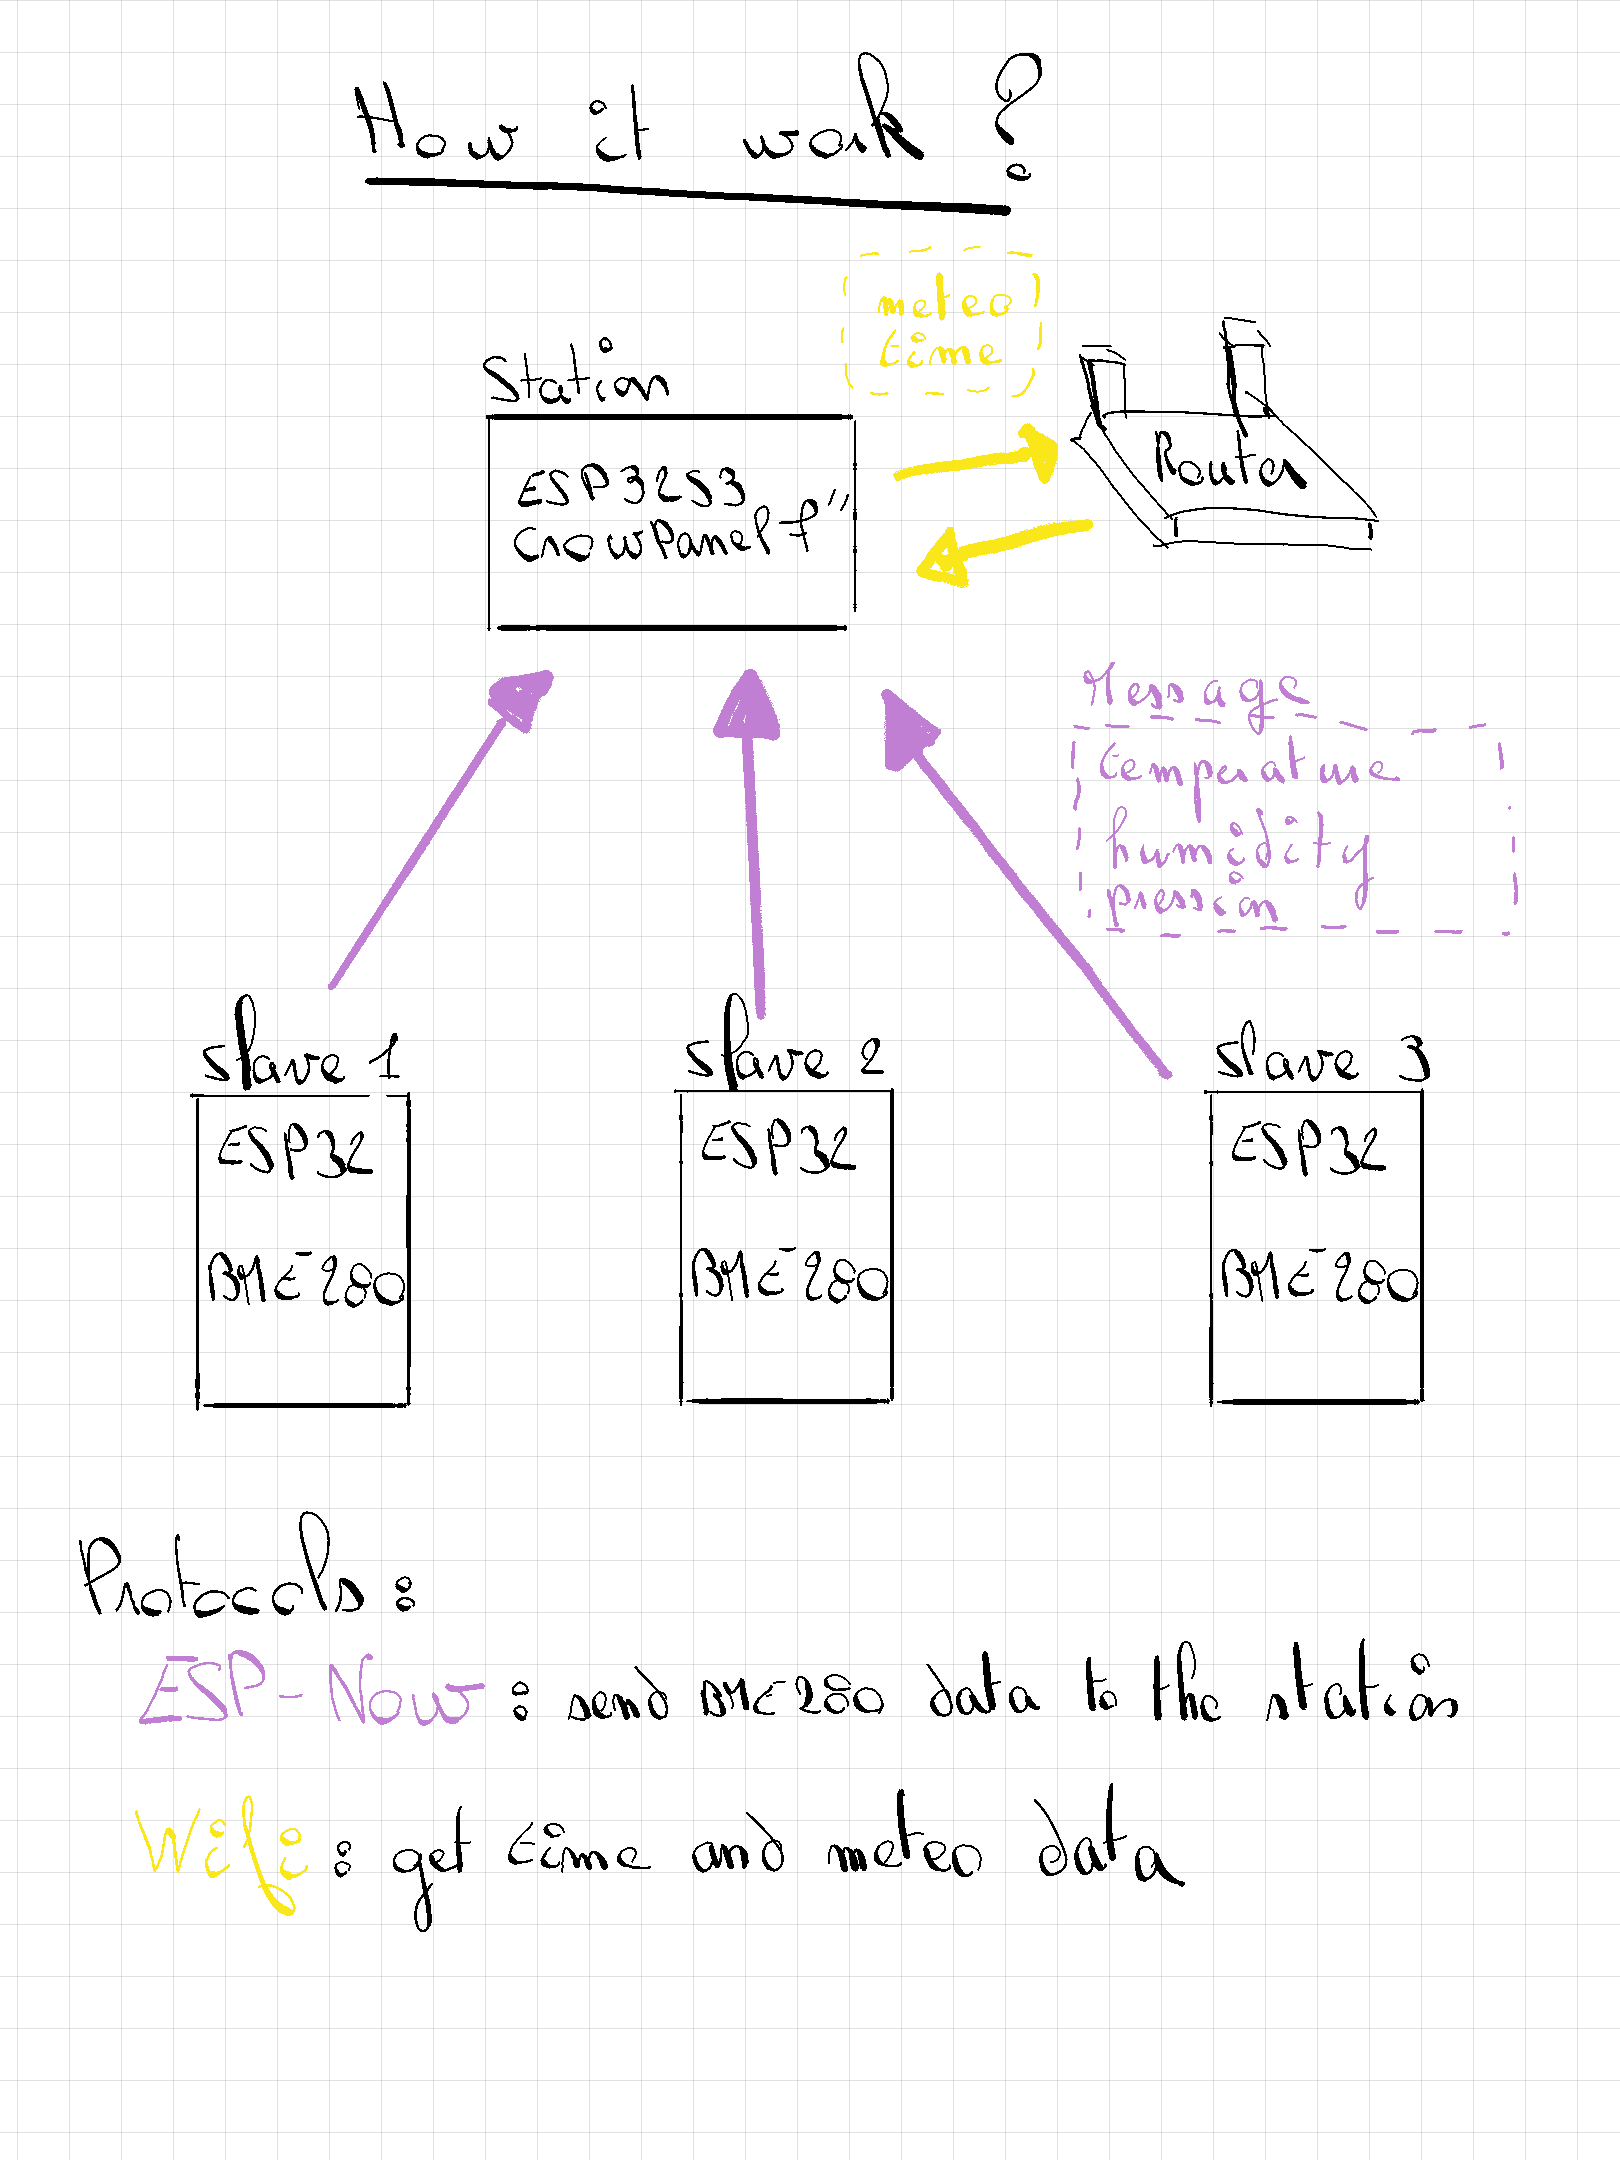 How it work ?
meteo
time
Station
ESP32S3
CrowPanel 7"
Router
Message
temperature
humidity
pression
slave 1
ESP32
BME280
slave 2
ESP32
BME280
slave 3
ESP32
BME280
Protocols :
ESP-Now : send BME280 data to the station
Wifi : get time and meteo data